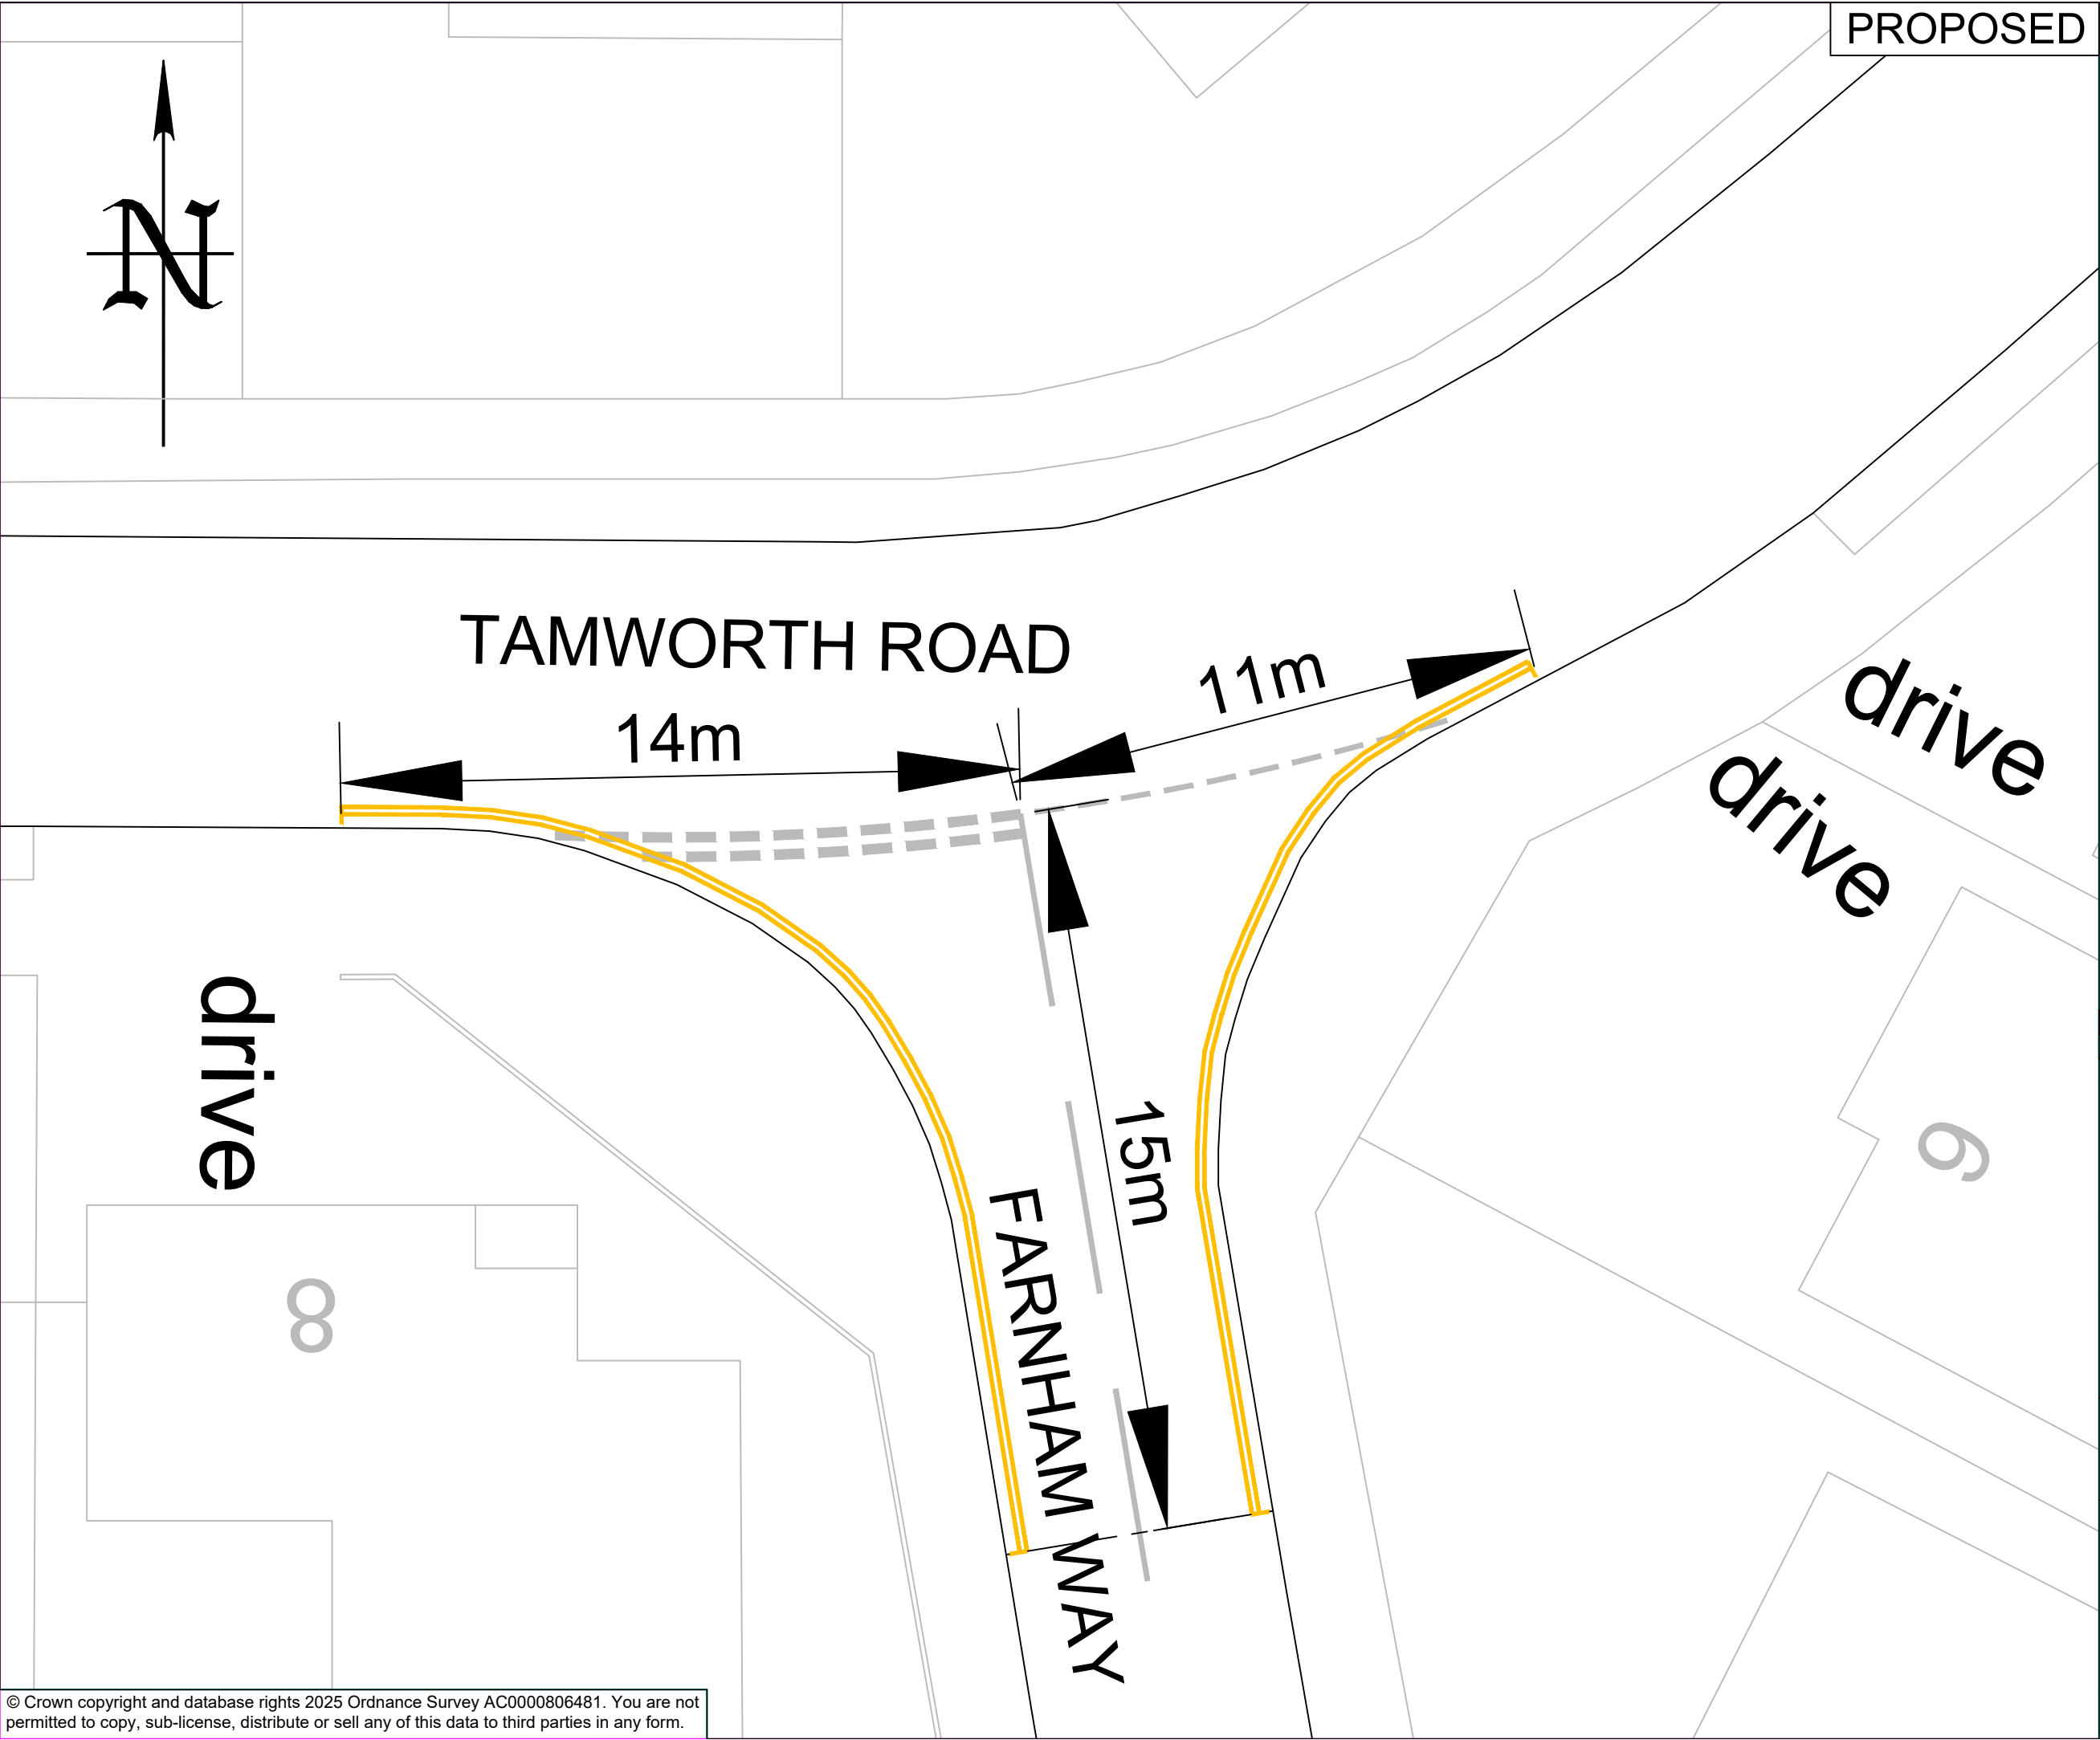 PROPOSED
N
TAMWORTH ROAD
14m
11m
drive
drive
drive
15m
FARNHAM WAY
8
6
© Crown copyright and database rights 2025 Ordnance Survey AC0000806481. You are not
permitted to copy, sub-license, distribute or sell any of this data to third parties in any form.